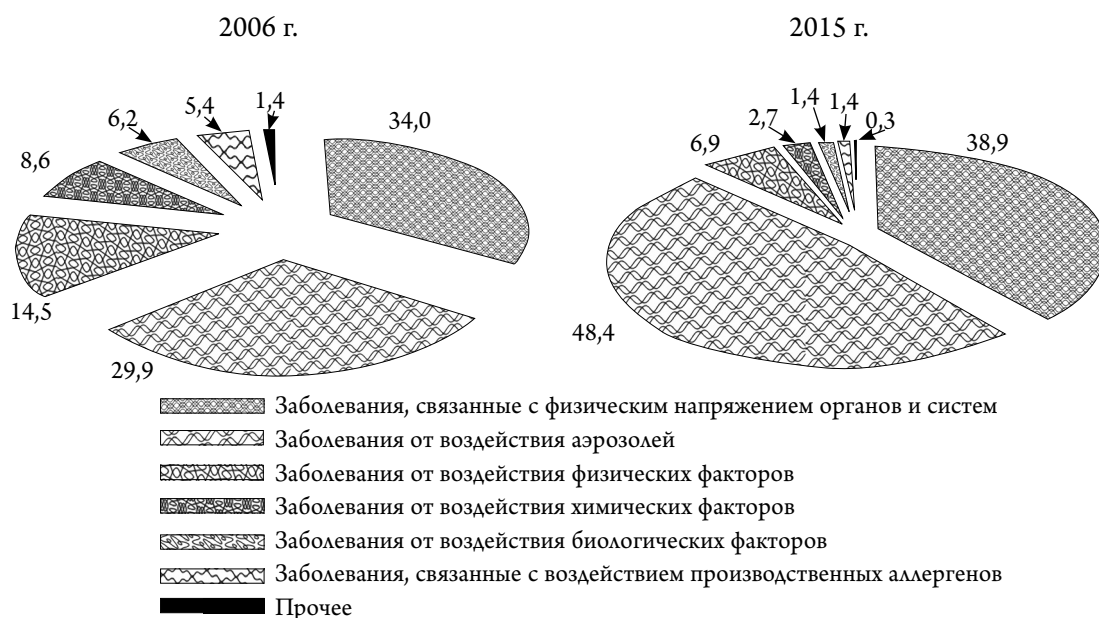 2006 г.
2015 г.
34,0
29,9
14,5
8,6
6,2
5,4
1,4
38,9
48,4
6,9
2,7
1,4
1,4
0,3
Заболевания, связанные с физическим напряжением органов и систем
Заболевания от воздействия аэрозолей
Заболевания от воздействия физических факторов
Заболевания от воздействия химических факторов
Заболевания от воздействия биологических факторов
Заболевания, связанные с воздействием производственных аллергенов
Прочее